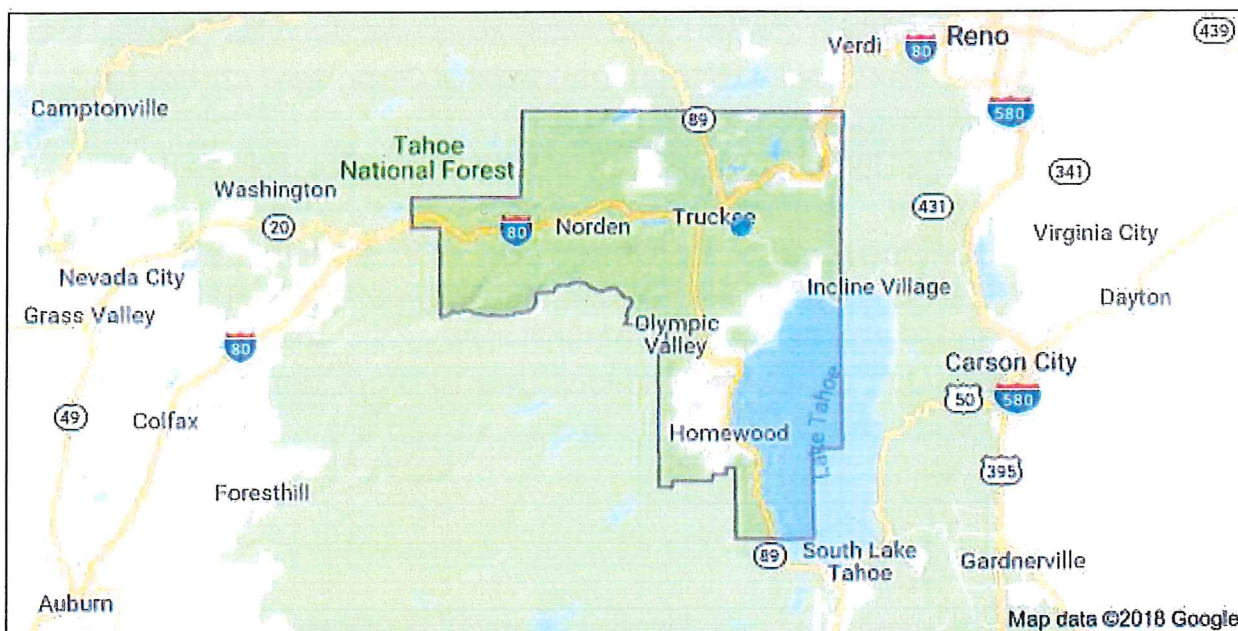 Verdi
80
Reno
439
Camptonville
89
580
Tahoe
National Forest
Washington
341
431
20
80
Norden
Truckee
Virginia City
Nevada City
Incline Village
Dayton
Grass Valley
Olympic
Valley
80
Carson City
50
580
49
Colfax
Homewood
Lake Tahoe
395
Foresthill
89
South Lake
Tahoe
Gardnerville
Auburn
Map data ©2018 Google